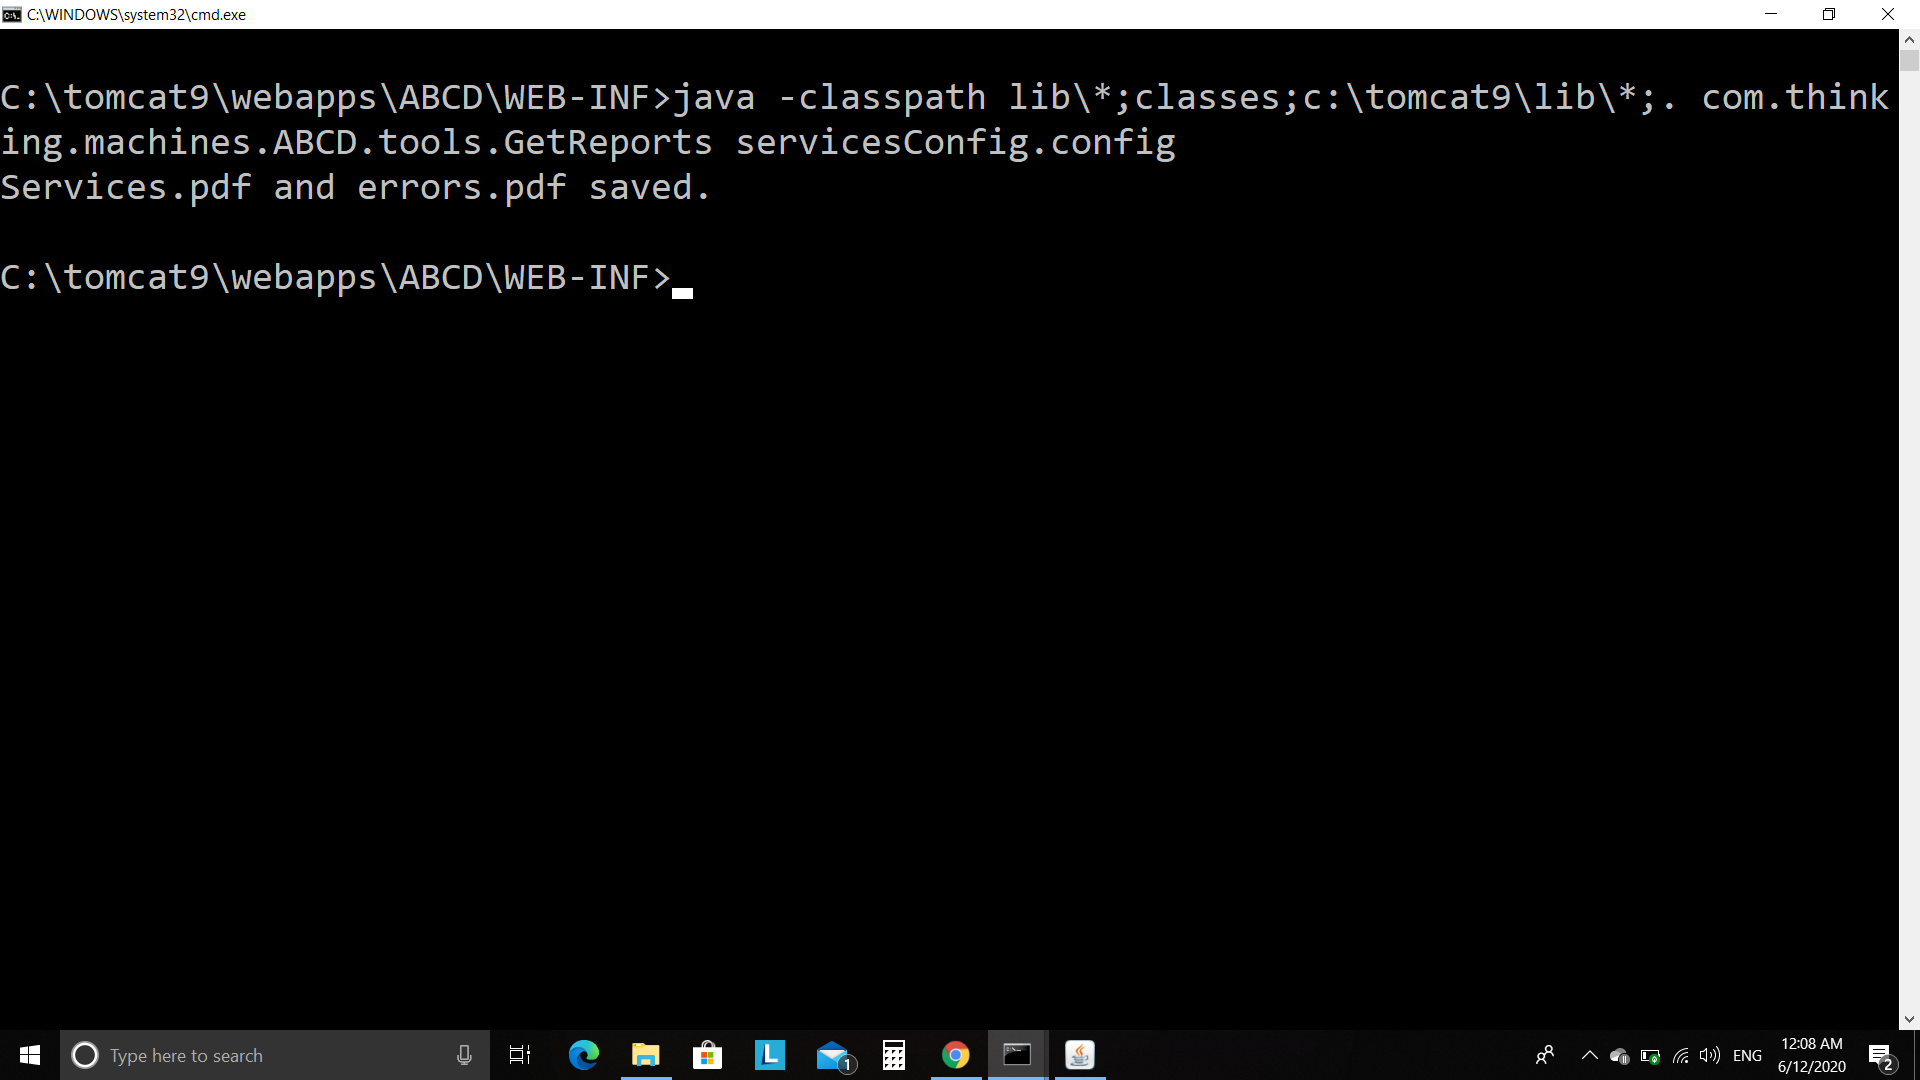 C:\WINDOWS\system32\cmd.exe
C:\tomcat9\webapps\ABCD\WEB-INF>java -classpath lib\*;classes;c:\tomcat9\lib\*;. com.think
ing.machines.ABCD.tools.GetReports servicesConfig.config
Services.pdf and errors.pdf saved.
C:\tomcat9\webapps\ABCD\WEB-INF>
Type here to search
L
1
ENG
12:08 AM
6/12/2020
2